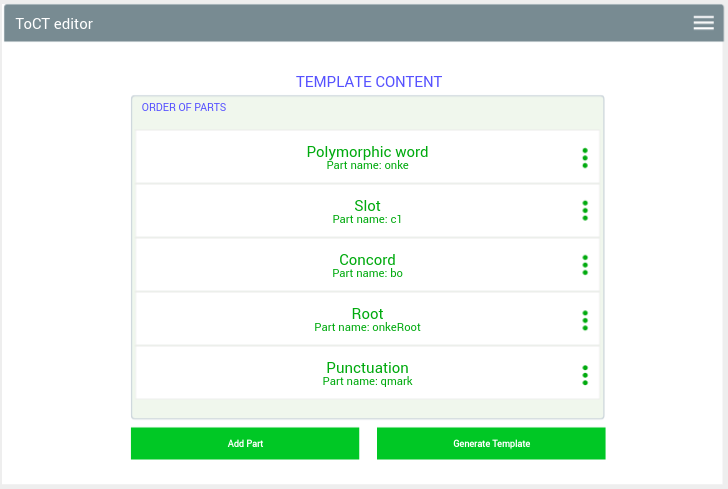 ToCT editor
TEMPLATE CONTENT
ORDER OF PARTS
Polymorphic word
Part name: onke
Slot
Part name: c1
Concord
Part name: bo
Root
Part name: onkeRoot
Punctuation
Part name: qmark
Add Part
Generate Template